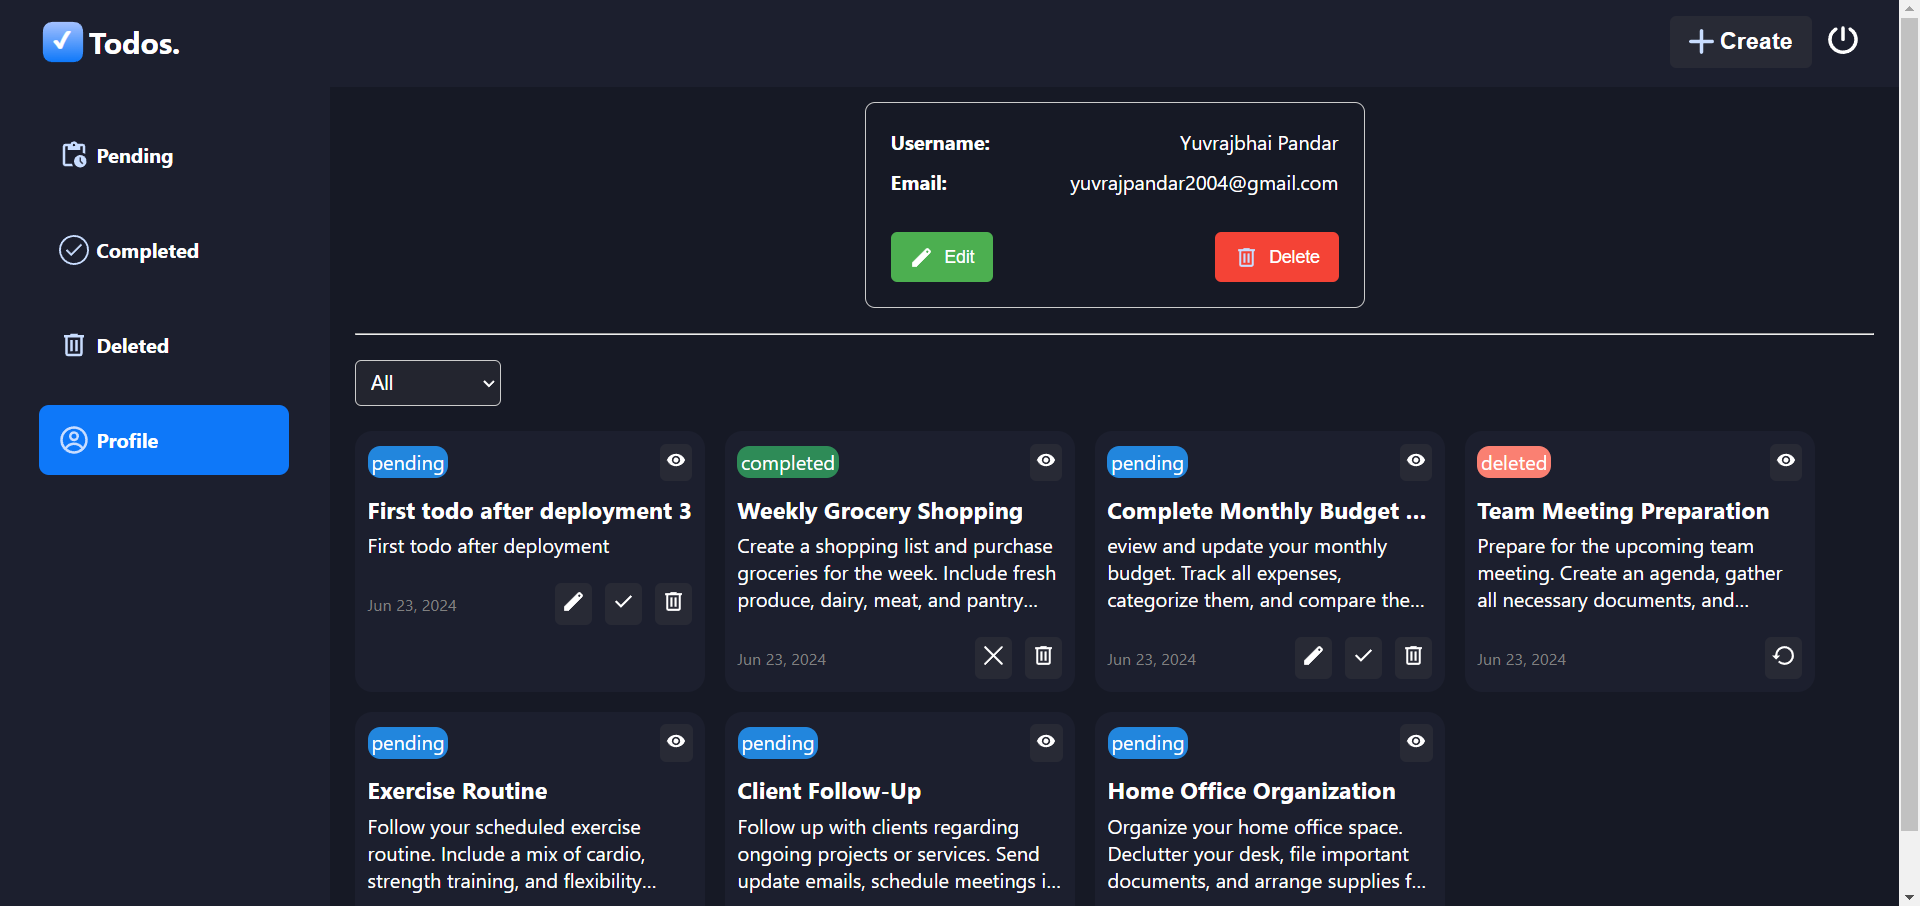 Todos.
Create
Pending
Completed
Deleted
Profile
Username: Yuvrajbhai Pandar
Email: yuvrajpandar2004@gmail.com
Edit
Delete
All
pending
First todo after deployment 3
First todo after deployment
Jun 23, 2024
completed
Weekly Grocery Shopping
Create a shopping list and purchase
groceries for the week. Include fresh
produce, dairy, meat, and pantry...
Jun 23, 2024
pending
Complete Monthly Budget ...
eview and update your monthly
budget. Track all expenses,
categorize them, and compare the...
Jun 23, 2024
deleted
Team Meeting Preparation
Prepare for the upcoming team
meeting. Create an agenda, gather
all necessary documents, and...
Jun 23, 2024
pending
Exercise Routine
Follow your scheduled exercise
routine. Include a mix of cardio,
strength training, and flexibility...
pending
Client Follow-Up
Follow up with clients regarding
ongoing projects or services. Send
update emails, schedule meetings i...
pending
Home Office Organization
Organize your home office space.
Declutter your desk, file important
documents, and arrange supplies f...